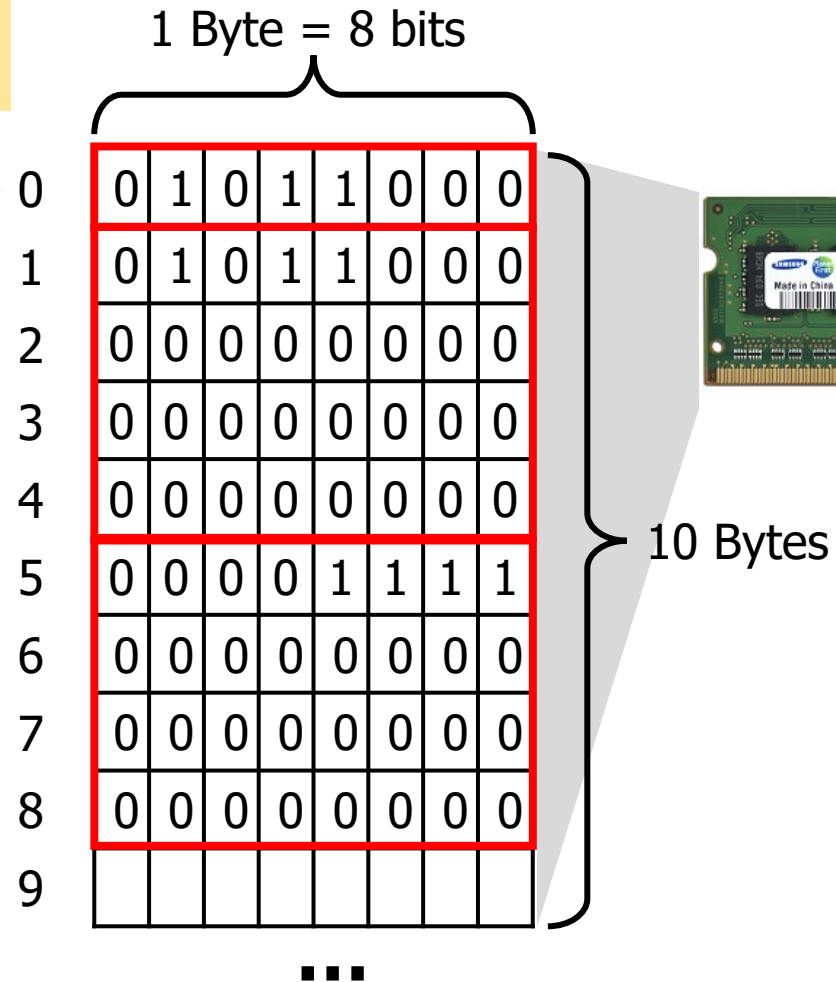 1 Byte = 8 bits
0 0 1 0 1 1 0 0 0
1 0 1 0 1 1 0 0 0
2 0 0 0 0 0 0 0 0
3 0 0 0 0 0 0 0 0
4 0 0 0 0 0 0 0 0
10 Bytes
5 0 0 0 0 1 1 1 1
6 0 0 0 0 0 0 0 0
7 0 0 0 0 0 0 0 0
8 0 0 0 0 0 0 0 0
9
...
SAMSUNG
Made in China